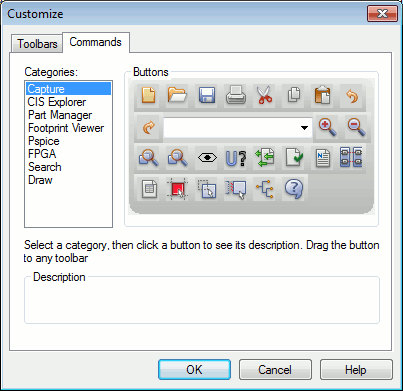 Customize
Toolbars
Commands
Categories:
Buttons
Capture
CIS Explorer
Part Manager
Footprint Viewer
Pspice
FPGA
Search
Draw
U?
Select a category, then click a button to see its description. Drag the button
to any toolbar
Description
OK
Cancel
Help